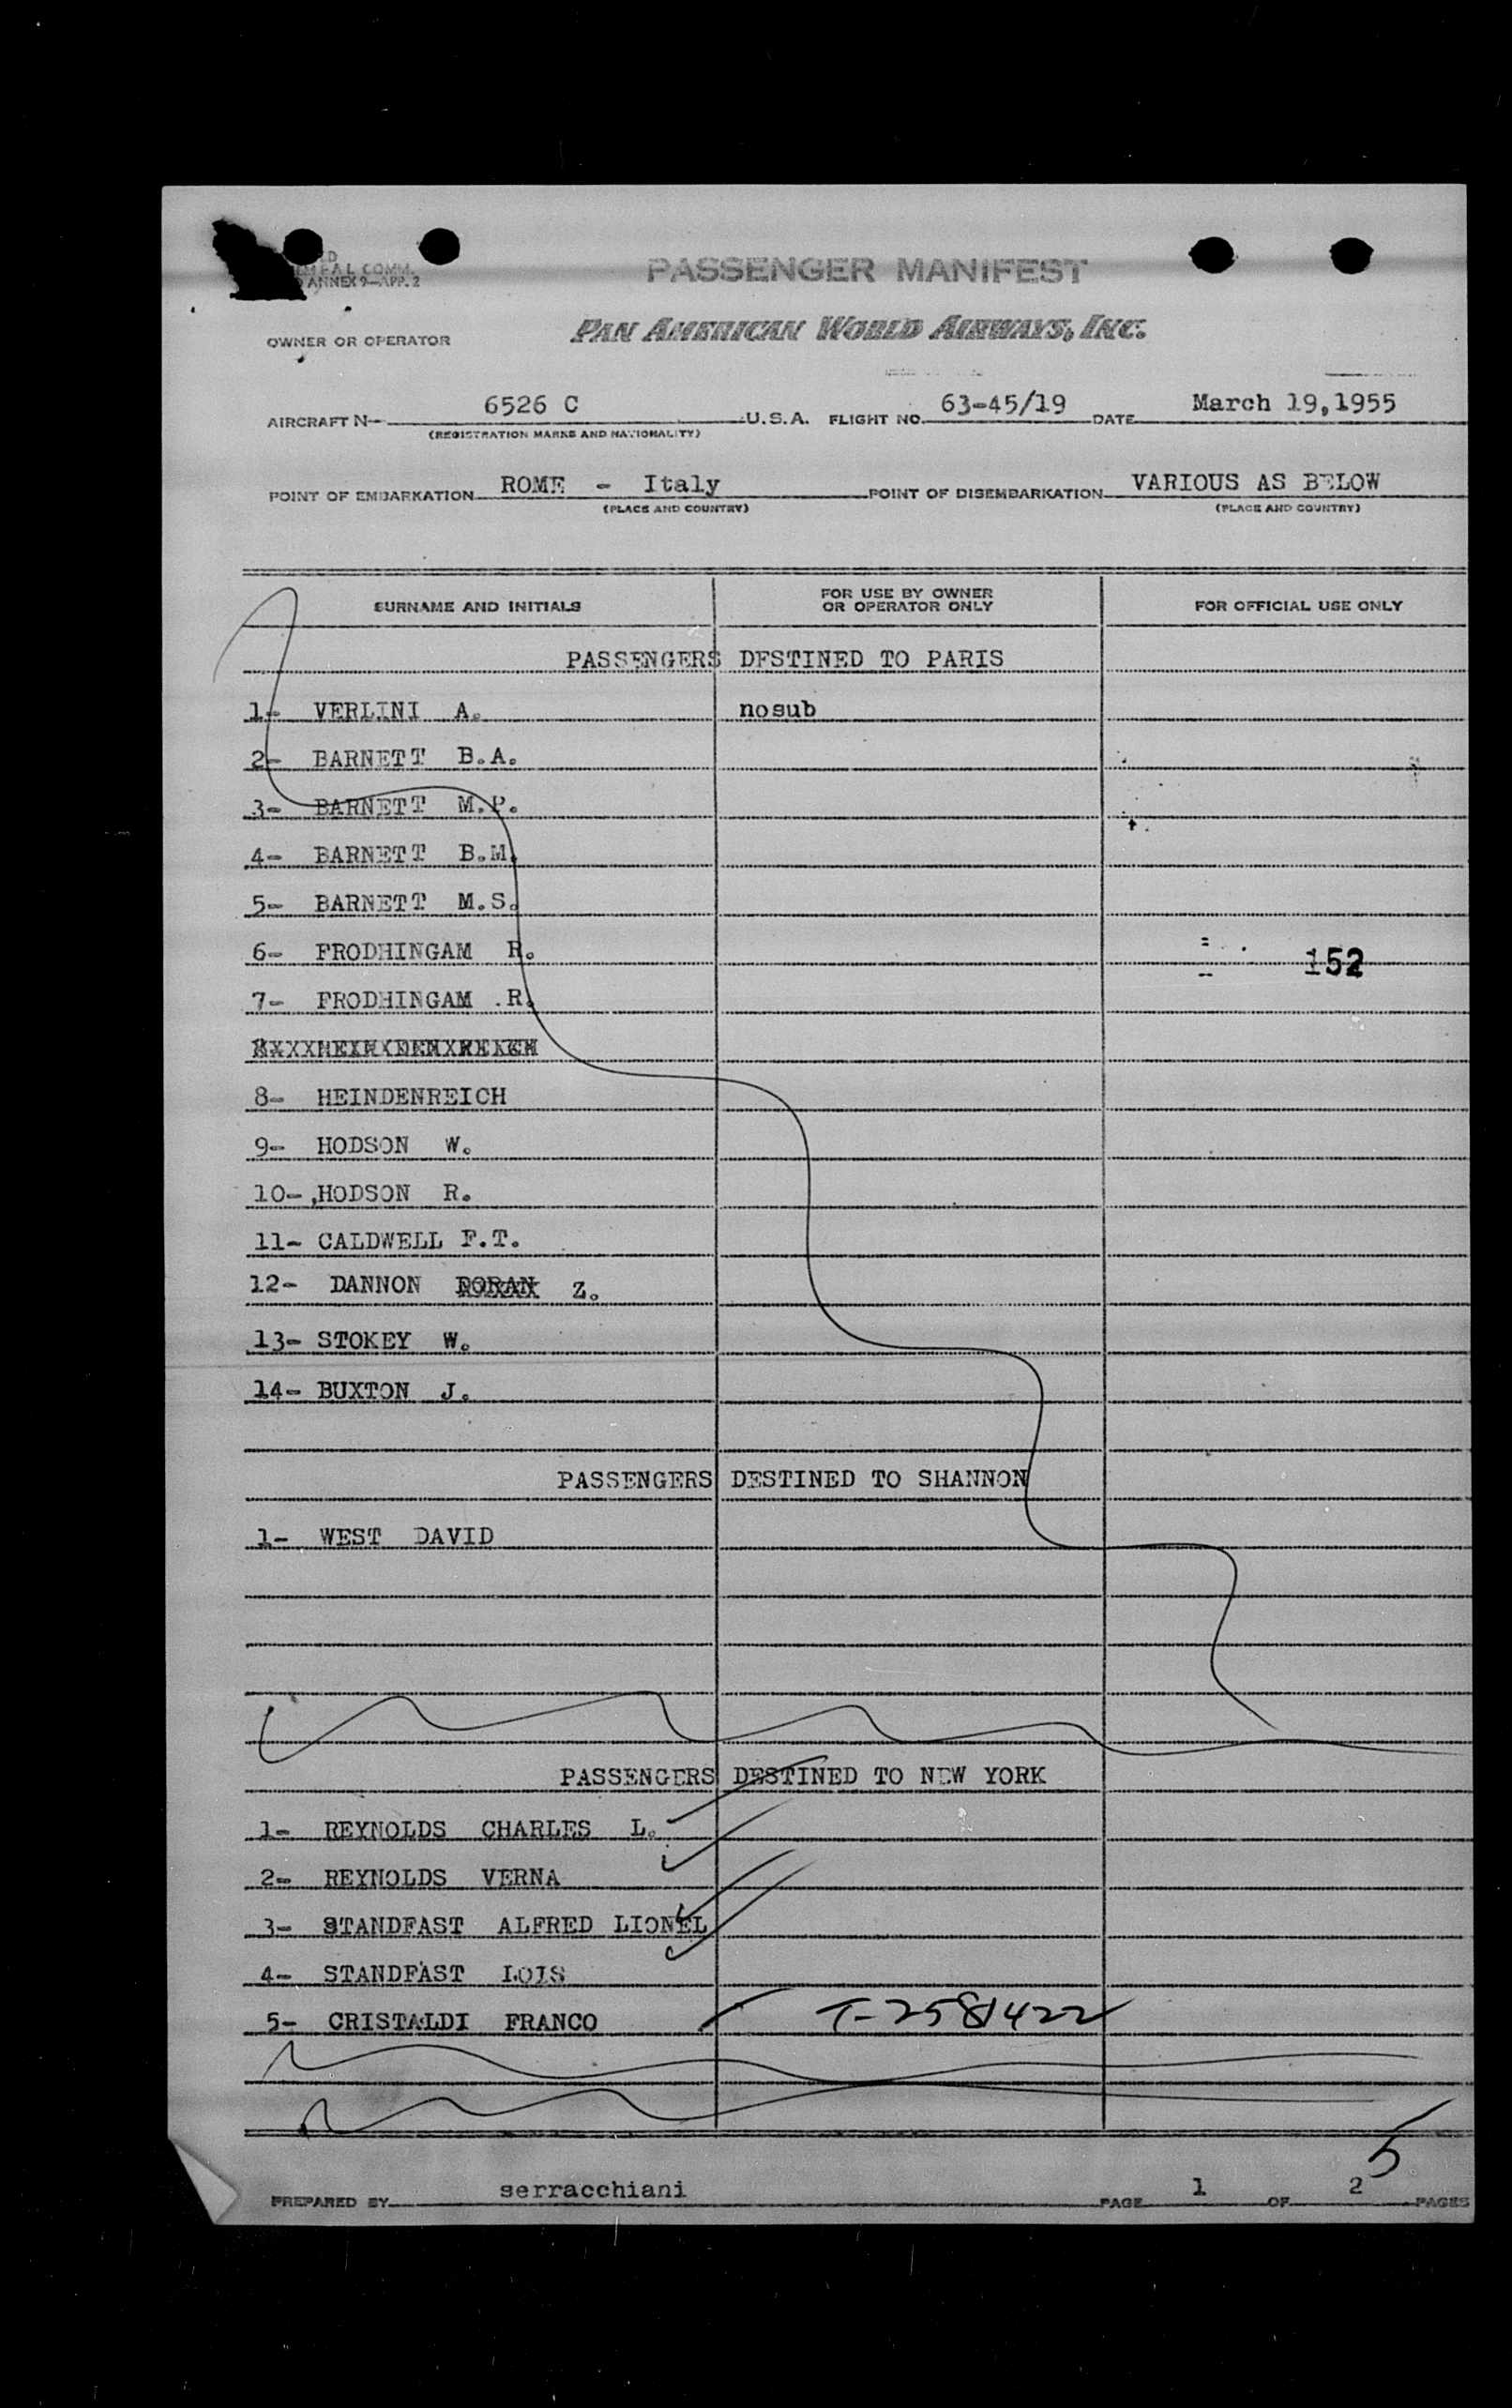 COMM.
ANNEX 9-APP. 2
PASSENGER MANIFEST
OWNER OR OPERATOR PAN AMERICAN WORLD AIRWAYS, INC.
AIRCRAFT N- 6526 C U.S.A. FLIGHT NO. 63-45/19 DATE March 19,1955
(REGISTRATION MARKS AND NATIONALITY)
POINT OF EMBARKATION ROME - Italy POINT OF DISEMBARKATION VARIOUS AS BELOW
(PLACE AND COUNTRY) (PLACE AND COUNTRY)
SURNAME AND INITIALS FOR USE BY OWNER OR OPERATOR ONLY FOR OFFICIAL USE ONLY
PASSENGERS DESTINED TO PARIS
1- VERLINI A. nosub
2- BARNETT B.A.
3- BARNETT M.P.
4- BARNETT B.M.
5- BARNETT M.S.
6- FRODHINGAM R. 152
7- FRODHINGAM .R.
8- HEINDENREICH
9- HODSON W.
10- ,HODSON R.
11- CALDWELL F.T.
12- DANNON Z.
13- STOKEY W.
14- BUXTON J.
PASSENGERS DESTINED TO SHANNON
1- WEST DAVID
PASSENGERS DESTINED TO NEW YORK
1- REYNOLDS CHARLES L.
2- REYNOLDS VERNA
3- STANDFAST ALFRED LIONEL
4- STANDFAST LOIS
5- CRISTALDI FRANCO T-2581422
5
PREPARED BY serracchiani PAGE 1 OF 2 PAGES